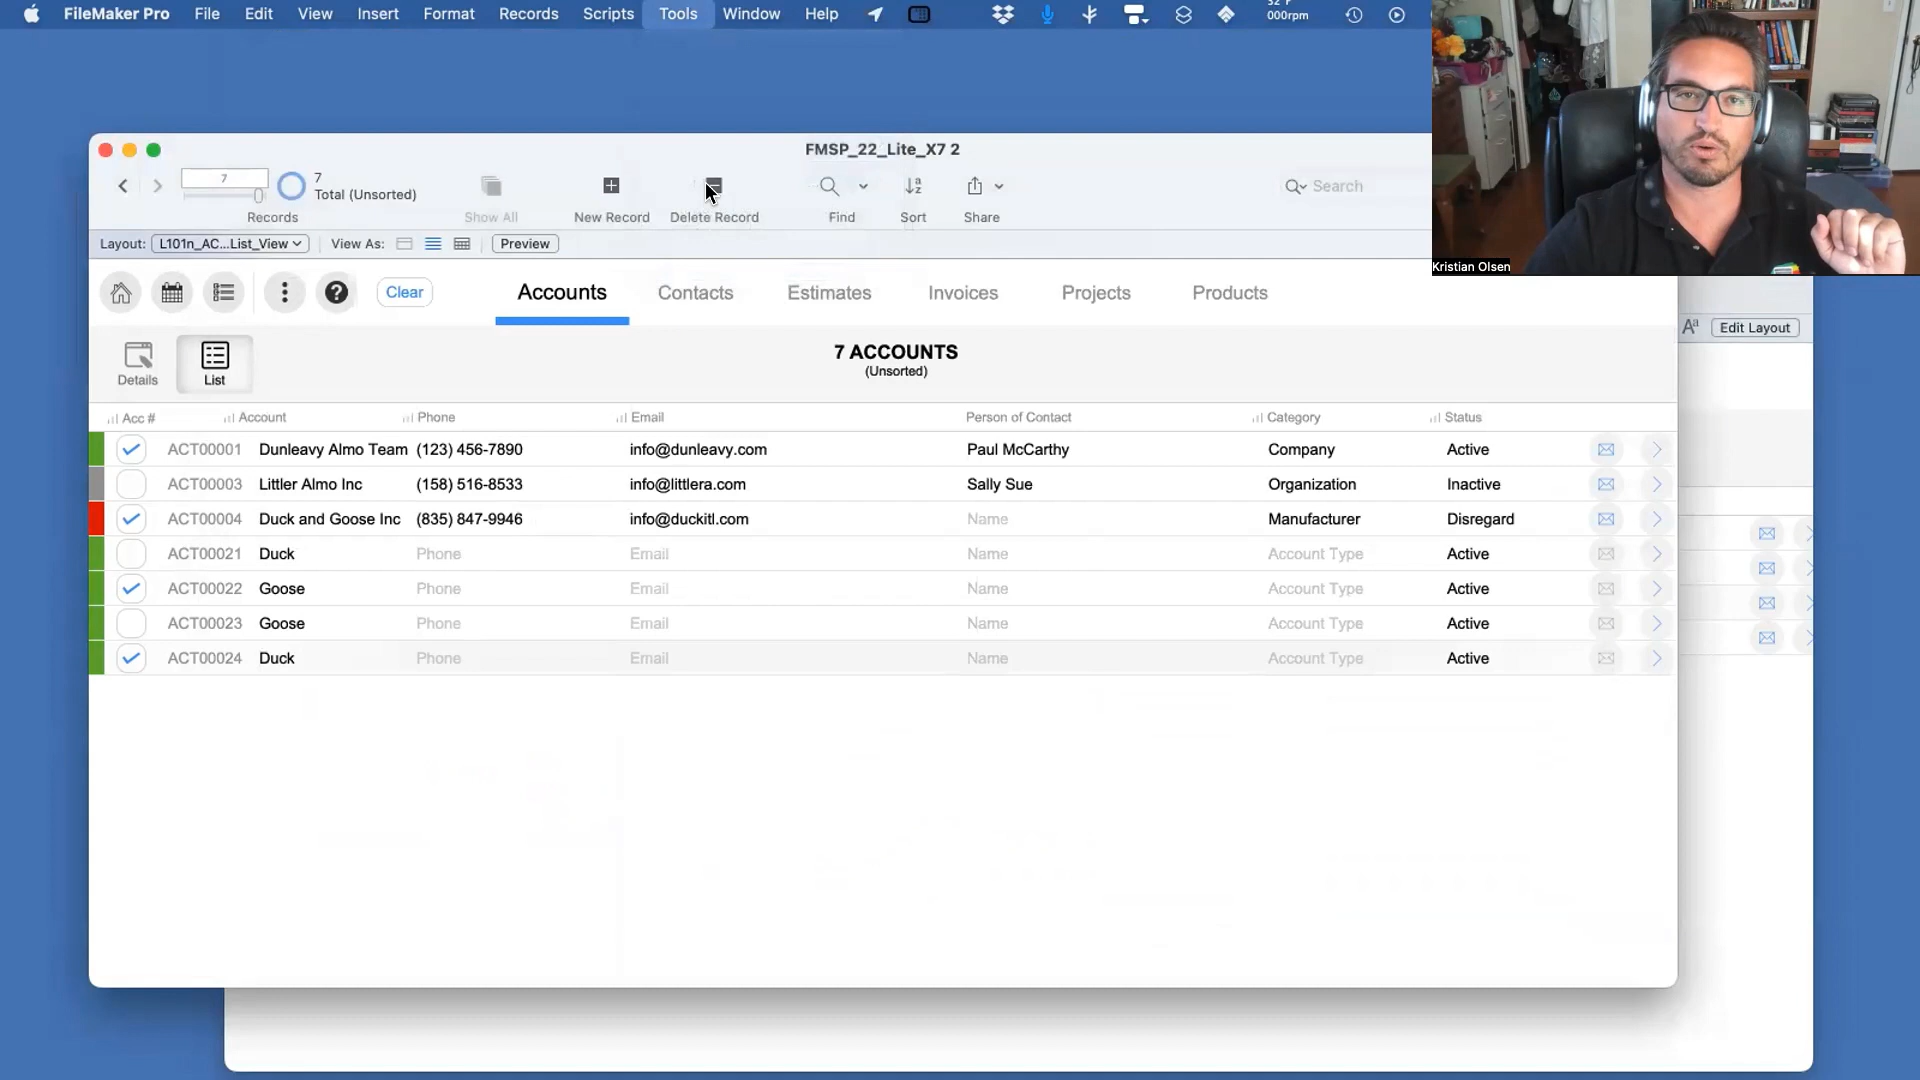 FileMaker Pro File Edit View Insert Format Records Scripts Tools Window Help
000rpm
FMSP_22_Lite_X7 2
7
7
Total (Unsorted)
Search
Records Show All New Record Delete Record Find Sort Share
Layout: L101n_AC...List_View View As: Preview
Kristian Olsen
Clear Accounts Contacts Estimates Invoices Projects Products
Aa Edit Layout
Details List
7 ACCOUNTS
(Unsorted)
Acc # Account Phone Email Person of Contact Category Status
ACT00001 Dunleavy Almo Team (123) 456-7890 info@dunleavy.com Paul McCarthy Company Active
ACT00003 Littler Almo Inc (158) 516-8533 info@littlera.com Sally Sue Organization Inactive
ACT00004 Duck and Goose Inc (835) 847-9946 info@duckitl.com Name Manufacturer Disregard
ACT00021 Duck Phone Email Name Account Type Active
ACT00022 Goose Phone Email Name Account Type Active
ACT00023 Goose Phone Email Name Account Type Active
ACT00024 Duck Phone Email Name Account Type Active